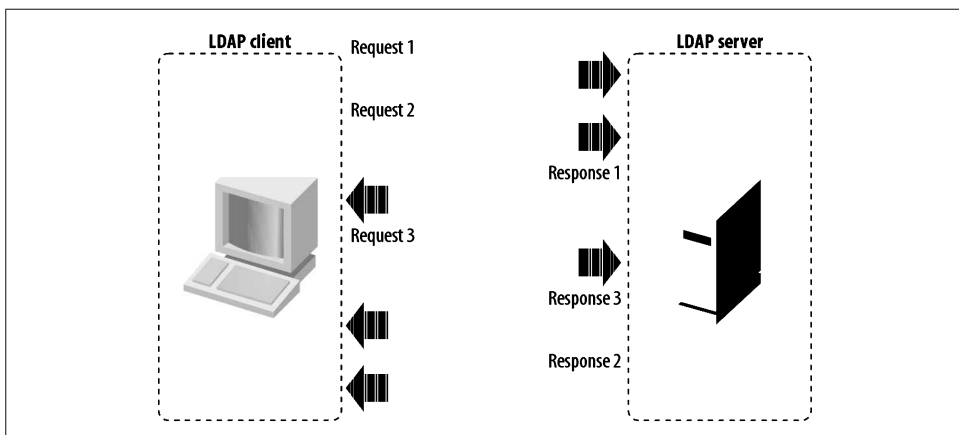 LDAP client
LDAP server
Request 1
Request 2
Response 1
Request 3
Response 3
Response 2